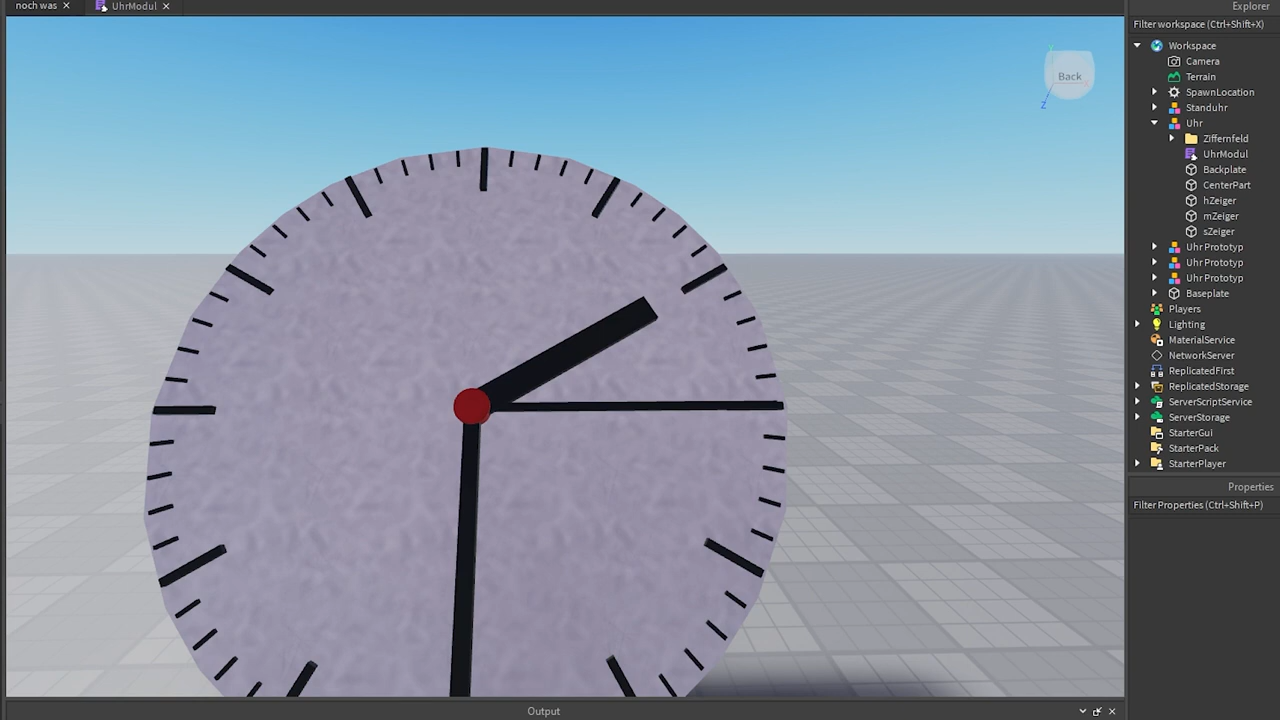 noch was
UhrModul
Explorer
Filter workspace (Ctrl+Shift+X)
Workspace
Camera
Terrain
SpawnLocation
Standuhr
Uhr
Ziffernfeld
UhrModul
Backplate
CenterPart
hZeiger
mZeiger
sZeiger
Uhr Prototyp
Uhr Prototyp
Uhr Prototyp
Baseplate
Players
Lighting
MaterialService
NetworkServer
ReplicatedFirst
ReplicatedStorage
ServerScriptService
ServerStorage
StarterGui
StarterPack
StarterPlayer
Properties
Filter Properties (Ctrl+Shift+P)
Back
Y
Z
Output